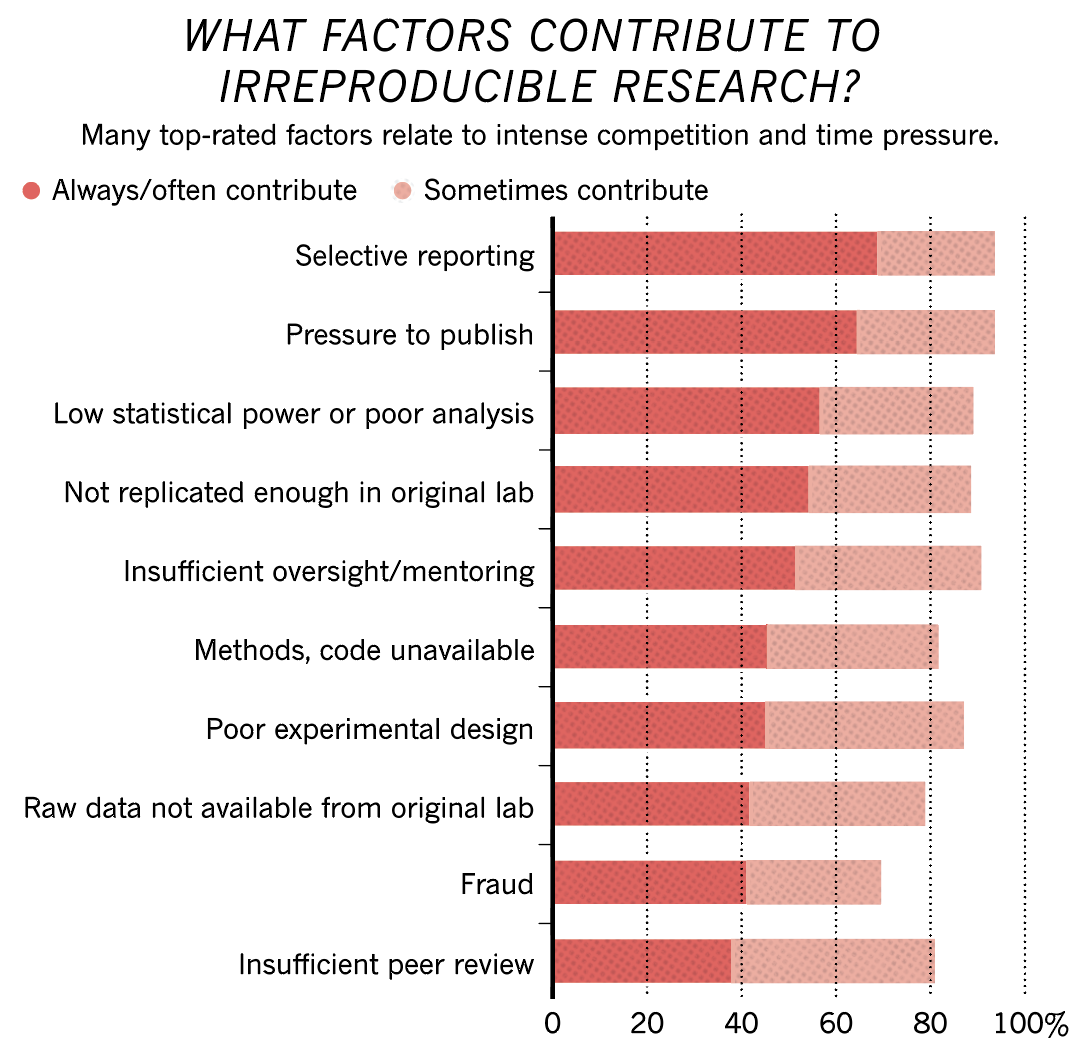 WHAT FACTORS CONTRIBUTE TO
IRREPRODUCIBLE RESEARCH?
Many top-rated factors relate to intense competition and time pressure.
Always/often contribute
Sometimes contribute
Selective reporting
Pressure to publish
Low statistical power or poor analysis
Not replicated enough in original lab
Insufficient oversight/mentoring
Methods, code unavailable
Poor experimental design
Raw data not available from original lab
Fraud
Insufficient peer review
0 20 40 60 80 100%